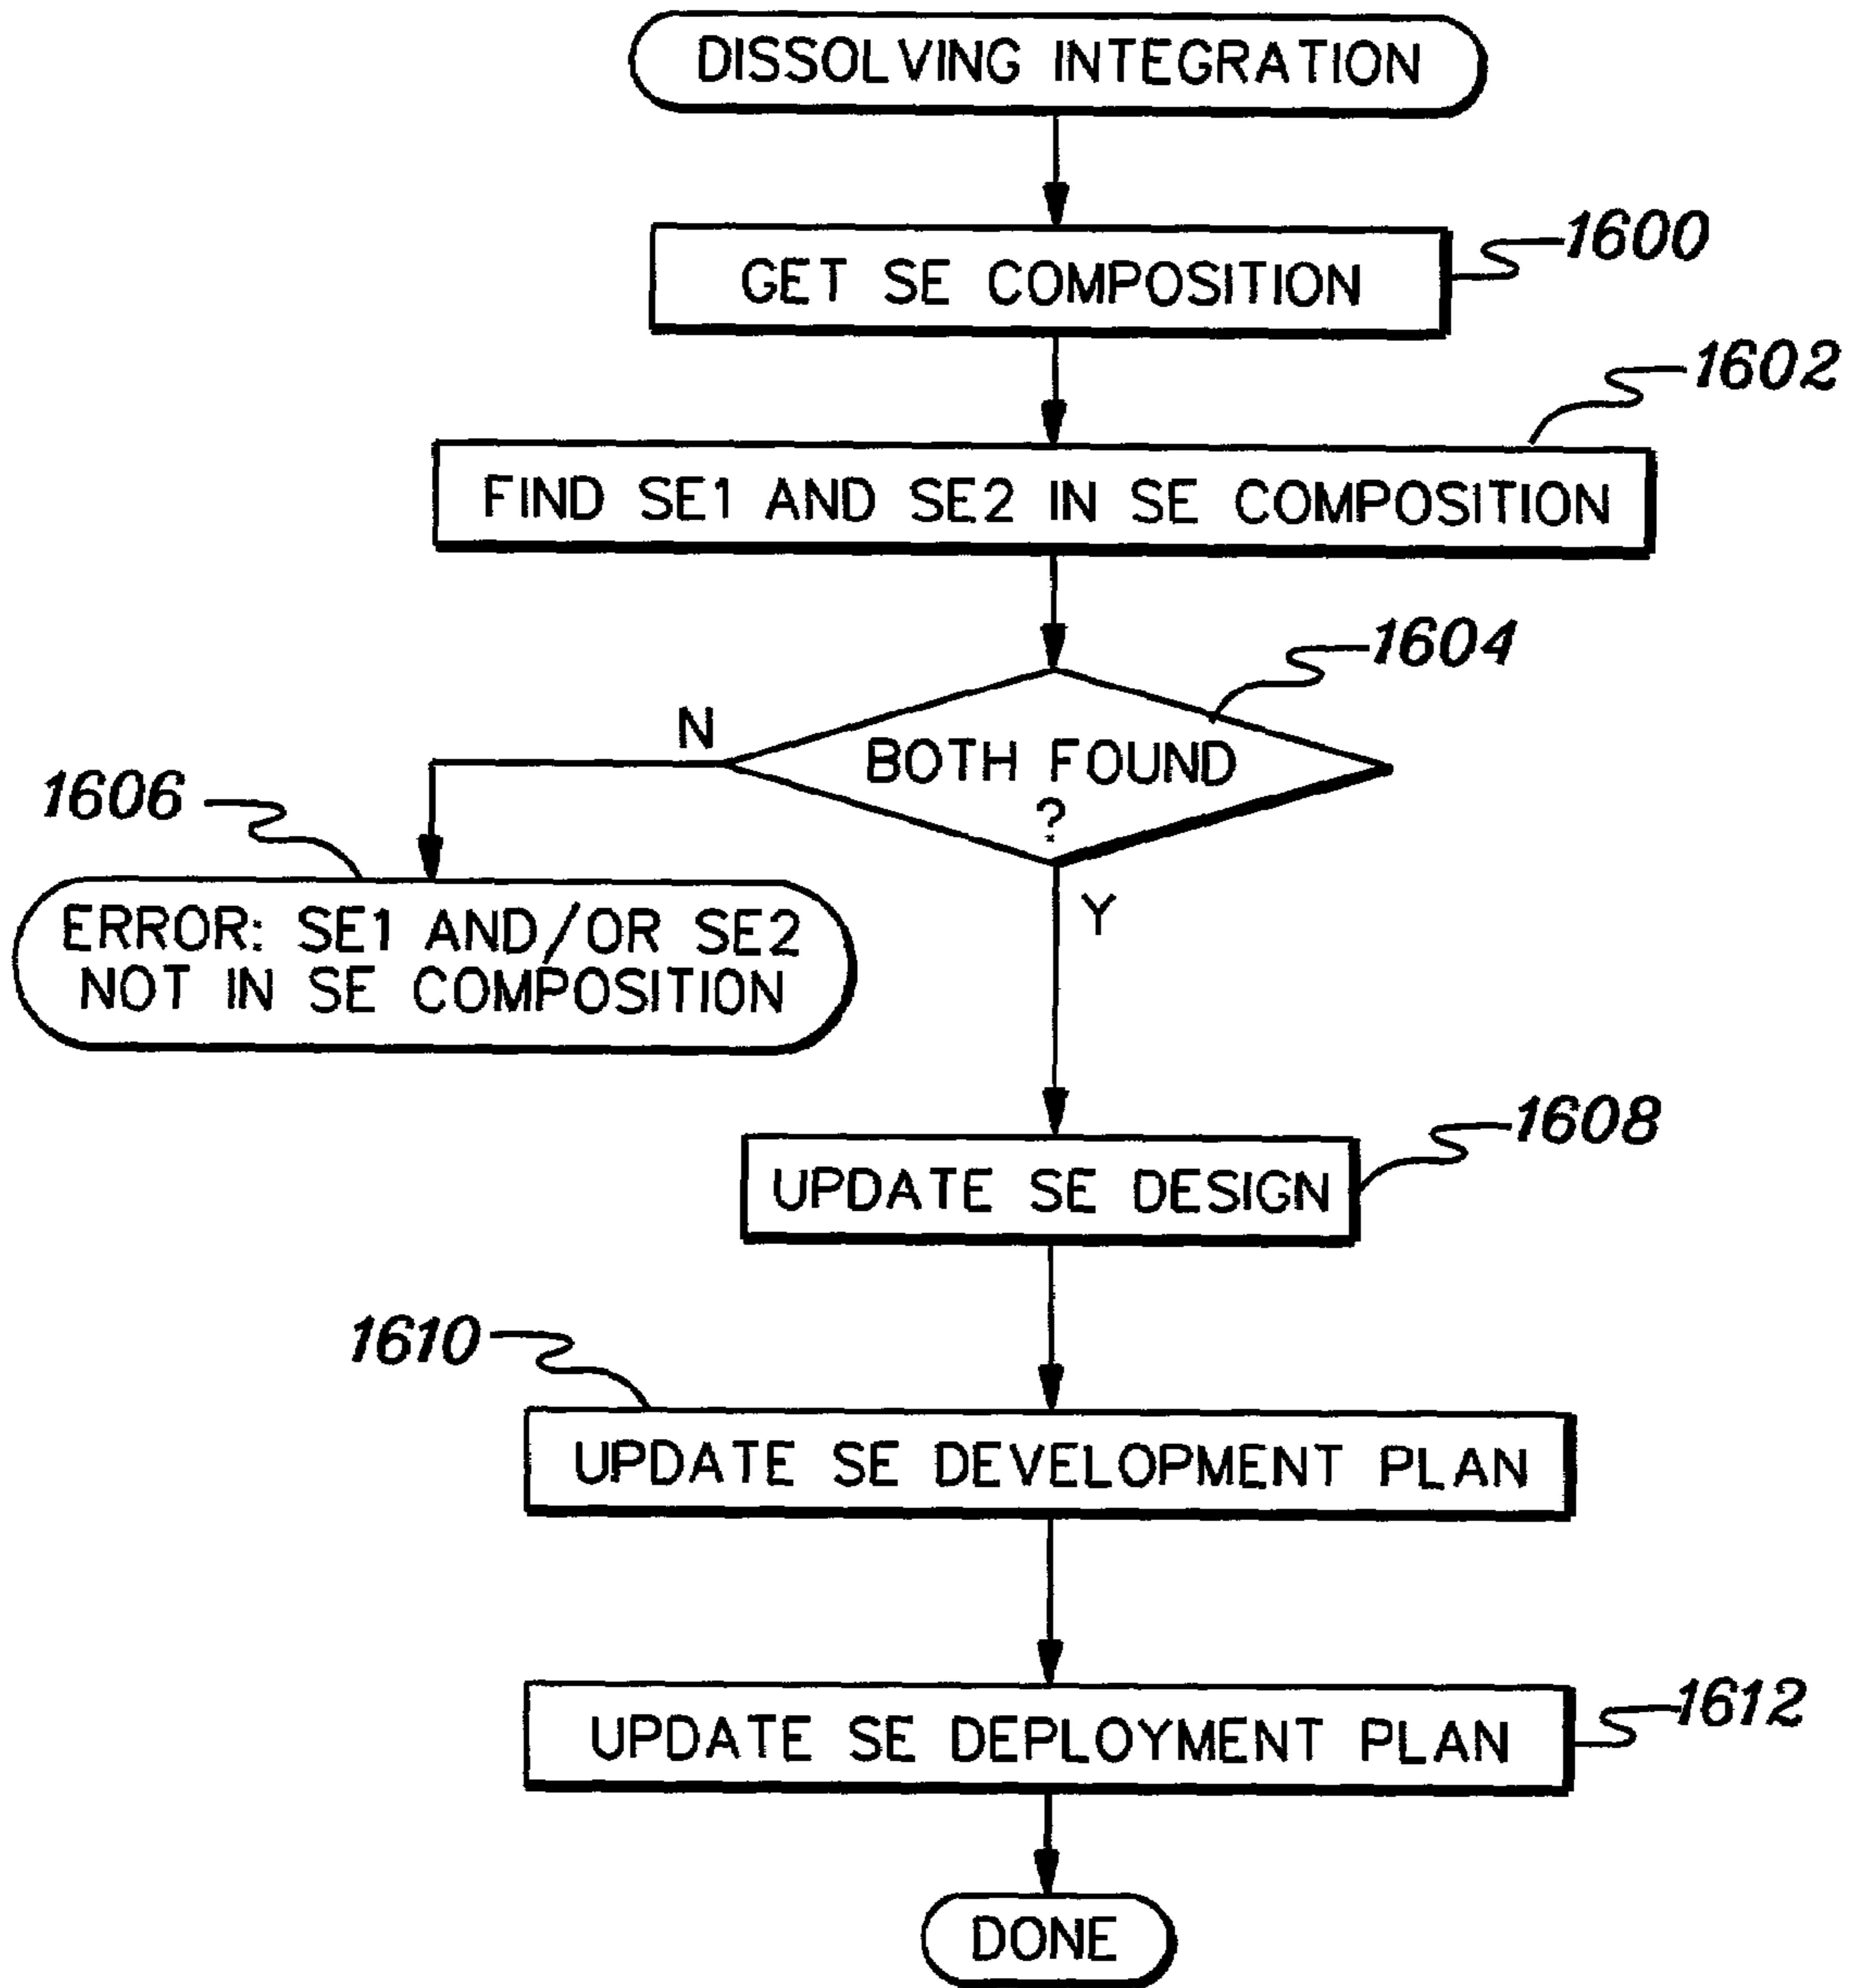 DISSOLVING INTEGRATION
1600
GET SE COMPOSITION
1602
FIND SE1 AND SE2 IN SE COMPOSITION
1604
N
BOTH FOUND
?
1606
ERROR: SE1 AND/OR SE2
NOT IN SE COMPOSITION
Y
1608
UPDATE SE DESIGN
1610
UPDATE SE DEVELOPMENT PLAN
1612
UPDATE SE DEPLOYMENT PLAN
DONE